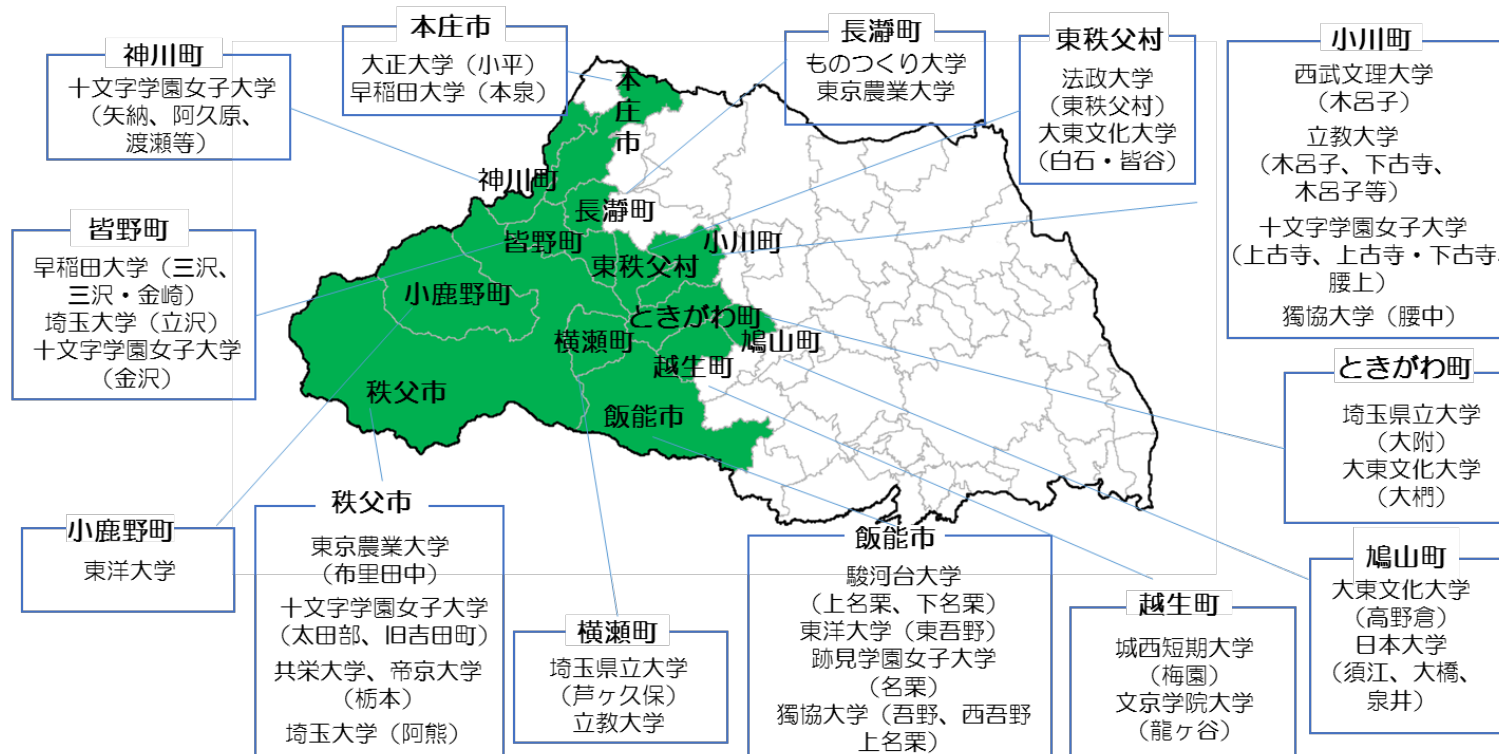 神川町
十文字学園女子大学
(矢納、阿久原、
渡瀬等)
本庄市
大正大学(小平)
早稲田大学(本泉)
長瀞町
ものつくり大学
東京農業大学
東秩父村
法政大学
(東秩父村)
大東文化大学
(白石・皆谷)
小川町
西武文理大学
(木呂子)
立教大学
(木呂子、下古寺、
木呂子等)
十文字学園女子大学
(上古寺、上古寺・下古寺、
腰上)
獨協大学(腰中)
皆野町
早稲田大学(三沢、
三沢・金崎)
埼玉大学(立沢)
十文字学園女子大学
(金沢)
本庄市
神川町
長瀞町
皆野町
小川町
東秩父村
小鹿野町
ときがわ町
横瀬町
鳩山町
越生町
秩父市
飯能市
ときがわ町
埼玉県立大学
(大附)
大東文化大学
(大椚)
小鹿野町
東洋大学
秩父市
東京農業大学
(布里田中)
十文字学園女子大学
(太田部、旧吉田町)
共栄大学、帝京大学
(栃本)
埼玉大学(阿熊)
横瀬町
埼玉県立大学
(芦ヶ久保)
立教大学
飯能市
駿河台大学
(上名栗、下名栗)
東洋大学(東吾野)
跡見学園女子大学
(名栗)
獨協大学(吾野、西吾野
上名栗)
越生町
城西短期大学
(梅園)
文京学院大学
(龍ヶ谷)
鳩山町
大東文化大学
(高野倉)
日本大学
(須江、大橋、
泉井)